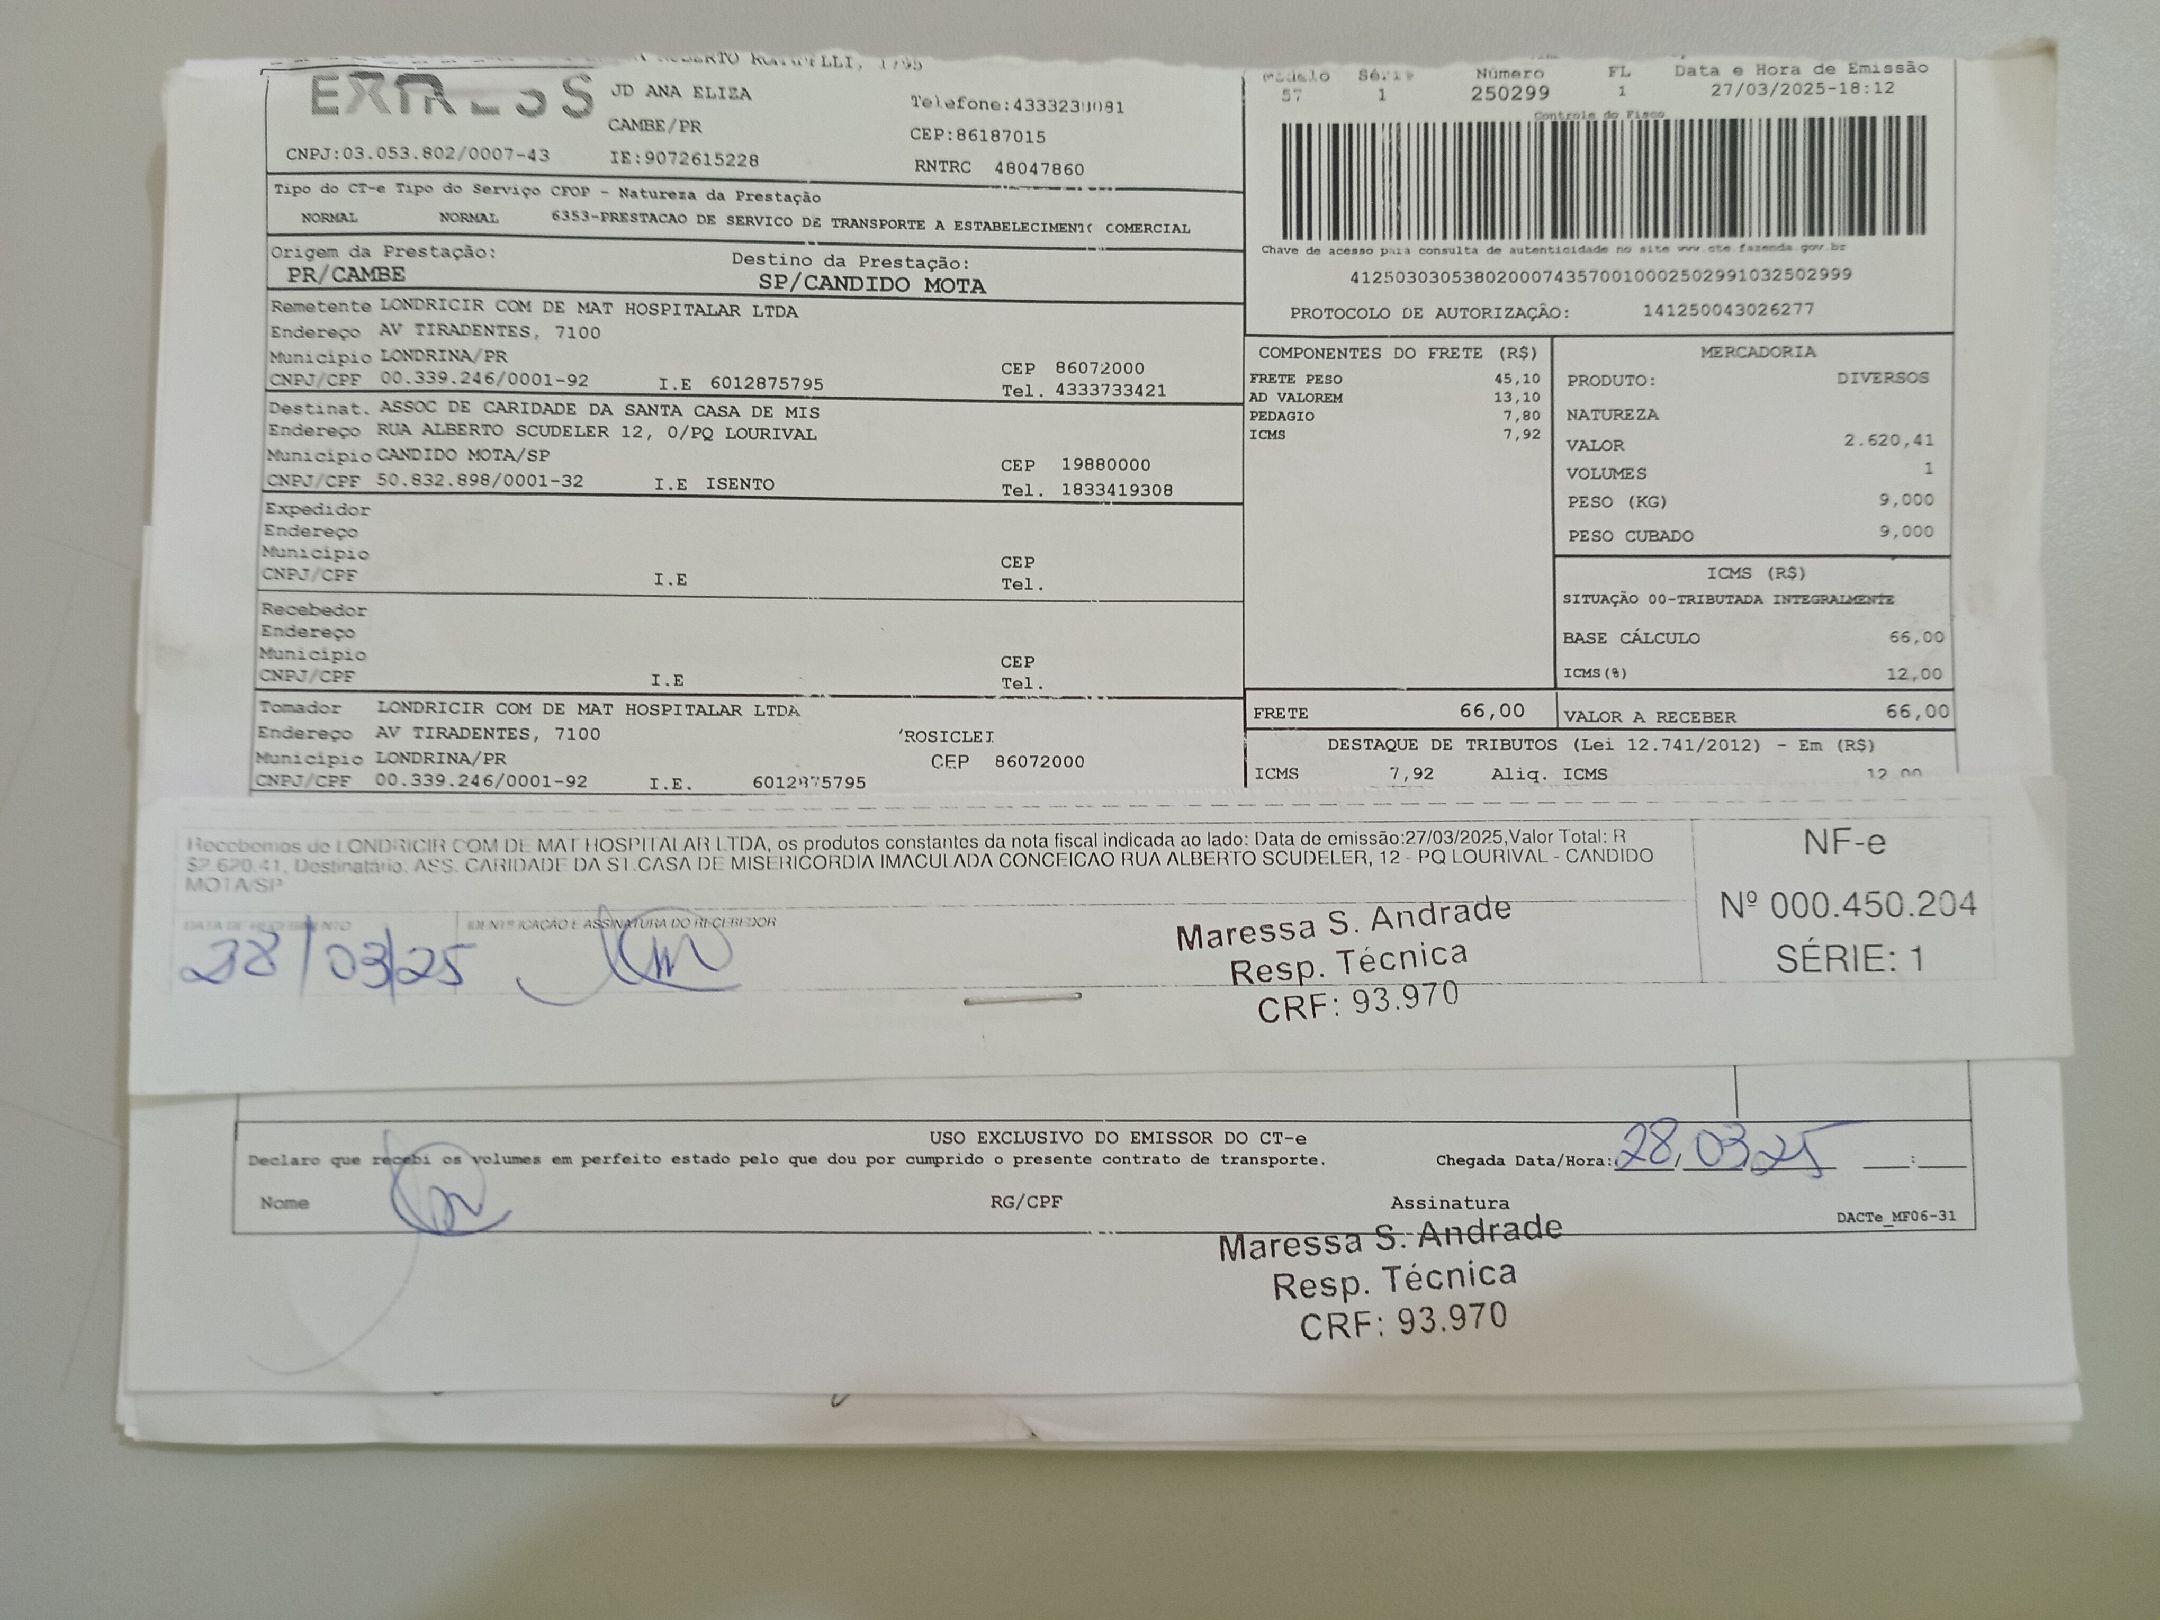 JD ANA ELIZA
CAMBE/PR
CEP:86187015
CNPJ:03.053.802/0007-43 IE:9072615228 RNTRC 48047860
Modelo Série Número FL Data e Hora de Emissão
57 1 250299 1 27/03/2025-18:12
Controle do Fisco
Chave de acesso para consulta de autenticidade no site www.cte.fazenda.gov.br
41250303053802000743570010002502991032502999
PROTOCOLO DE AUTORIZAÇÃO: 141250043026277
Tipo do CT-e Tipo do Serviço CFOP - Natureza da Prestação
NORMAL NORMAL 6353-PRESTACAO DE SERVICO DE TRANSPORTE A ESTABELECIMENT COMERCIAL
Origem da Prestação: Destino da Prestação:
PR/CAMBE SP/CANDIDO MOTA
Remetente LONDRICIR COM DE MAT HOSPITALAR LTDA
Endereço AV TIRADENTES, 7100
Município LONDRINA/PR CEP 86072000
CNPJ/CPF 00.339.246/0001-92 I.E 6012875795 Tel. 4333733421
Destinat. ASSOC DE CARIDADE DA SANTA CASA DE MIS
Endereço RUA ALBERTO SCUDELER 12, 0/PQ LOURIVAL
Município CANDIDO MOTA/SP CEP 19880000
CNPJ/CPF 50.832.898/0001-32 I.E ISENTO Tel. 1833419308
Expedidor
Endereço
Município CEP
CNPJ/CPF I.E Tel.
Recebedor
Endereço
Município CEP
CNPJ/CPF I.E Tel.
Tomador LONDRICIR COM DE MAT HOSPITALAR LTDA
Endereço AV TIRADENTES, 7100 'ROSICLEI
Município LONDRINA/PR CEP 86072000
CNPJ/CPF 00.339.246/0001-92 I.E. 6012875795
COMPONENTES DO FRETE (R$)
FRETE PESO 45,10
AD VALOREM 13,10
PEDAGIO 7,80
ICMS 7,92
MERCADORIA
PRODUTO: DIVERSOS
NATUREZA
VALOR 2.620,41
VOLUMES 1
PESO (KG) 9,000
PESO CUBADO 9,000
ICMS (R$)
SITUAÇÃO 00-TRIBUTADA INTEGRALMENTE
BASE CÁLCULO 66,00
ICMS(%) 12,00
FRETE 66,00 VALOR A RECEBER 66,00
DESTAQUE DE TRIBUTOS (Lei 12.741/2012) - Em (R$)
ICMS 7,92 Aliq. ICMS 12,00
Recebemos de LONDRICIR COM DE MAT HOSPITALAR LTDA, os produtos constantes da nota fiscal indicada ao lado: Data de emissão:27/03/2025,Valor Total: R
$2.620.41, Destinatário: ASS. CARIDADE DA ST.CASA DE MISERICORDIA IMACULADA CONCEICAO RUA ALBERTO SCUDELER, 12 - PQ LOURIVAL - CANDIDO
MOTA/SP
DATA DE RECEBIMENTO IDENTIFICAÇÃO E ASSINATURA DO RECEBEDOR
28/03/25
Maressa S. Andrade
Resp. Técnica
CRF: 93.970
NF-e
Nº 000.450.204
SÉRIE: 1
USO EXCLUSIVO DO EMISSOR DO CT-e
Declaro que recebi os volumes em perfeito estado pelo que dou por cumprido o presente contrato de transporte. Chegada Data/Hora: 28/03/25 :
Nome RG/CPF Assinatura
DACTe_MF06-31
Maressa S. Andrade
Resp. Técnica
CRF: 93.970